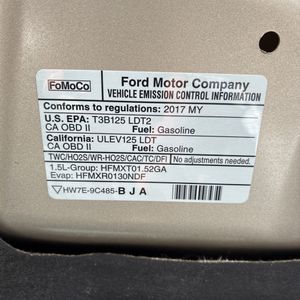 FoMoCo
Ford Motor Company
VEHICLE EMISSION CONTROL INFORMATION
Conforms to regulations: 2017 MY
U.S. EPA: T3B125 LDT2
CA OBD II Fuel: Gasoline
California: ULEV125 LDT
CA OBD II Fuel: Gasoline
TWC/HO2S/WR-HO2S/CAC/TC/DFI
No adjustments needed.
1.5L-Group: HFMXT01.52GA
Evap: HFMXR0130NDF
HW7E-9C485-BJA